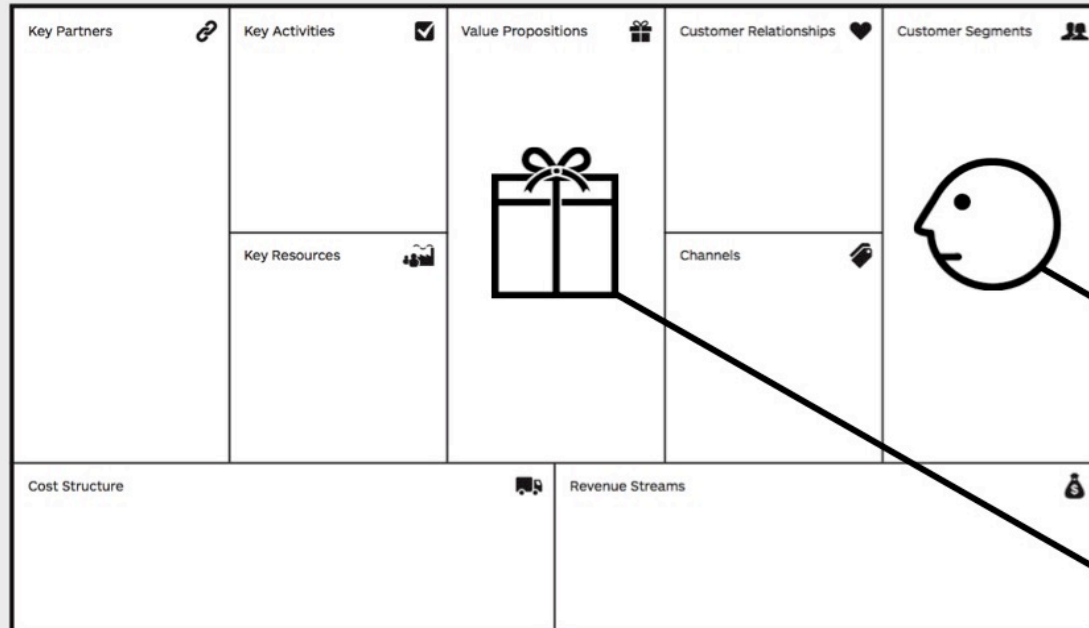 Key Partners
Key Activities
Value Propositions
Customer Relationships
Customer Segments
Key Resources
Channels
Cost Structure
Revenue Streams